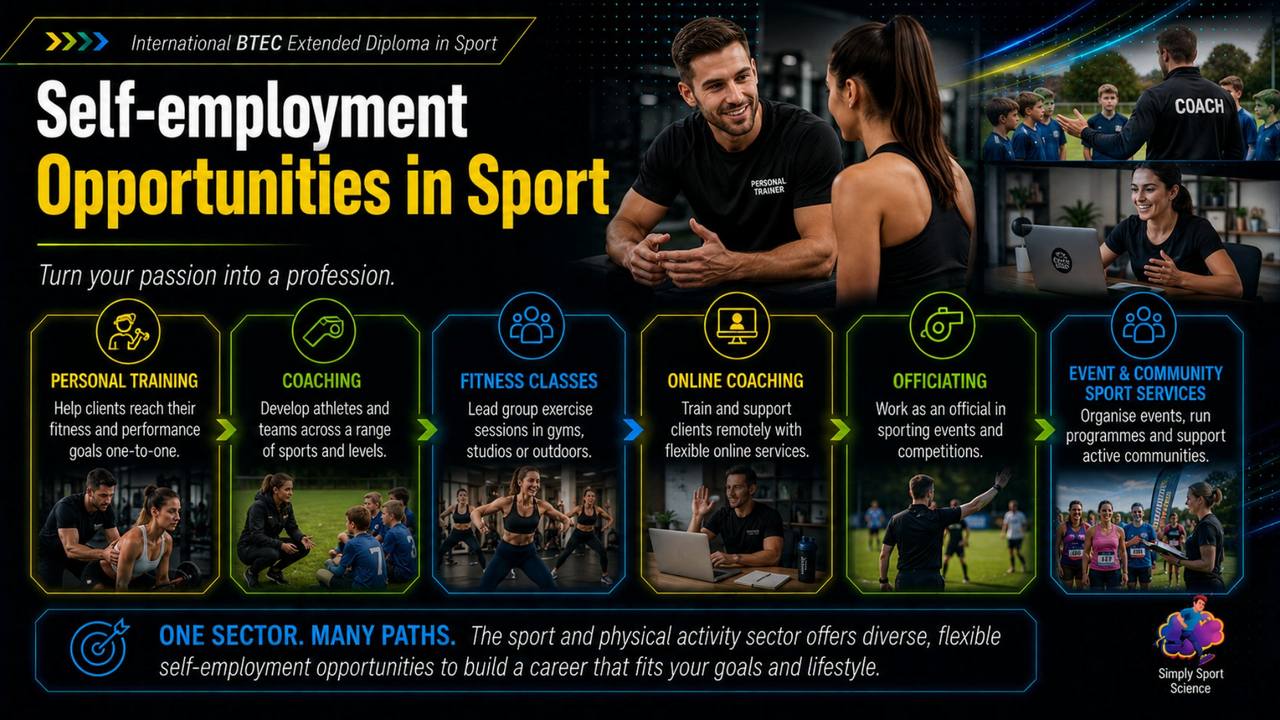 International BTEC Extended Diploma in Sport
Self-employment
Opportunities in Sport
Turn your passion into a profession.
PERSONAL
TRAINER
COACH
PERSONAL TRAINING
Help clients reach their
fitness and performance
goals one-to-one.
COACHING
Develop athletes and
teams across a range
of sports and levels.
7
FITNESS CLASSES
Lead group exercise
sessions in gyms,
studios or outdoors.
ONLINE COACHING
Train and support
clients remotely with
flexible online services.
OFFICIATING
Work as an official in
sporting events and
competitions.
EVENT & COMMUNITY
SPORT SERVICES
Organise events, run
programmes and support
active communities.
ONE SECTOR. MANY PATHS. The sport and physical activity sector offers diverse, flexible
self-employment opportunities to build a career that fits your goals and lifestyle.
Simply Sport
Science